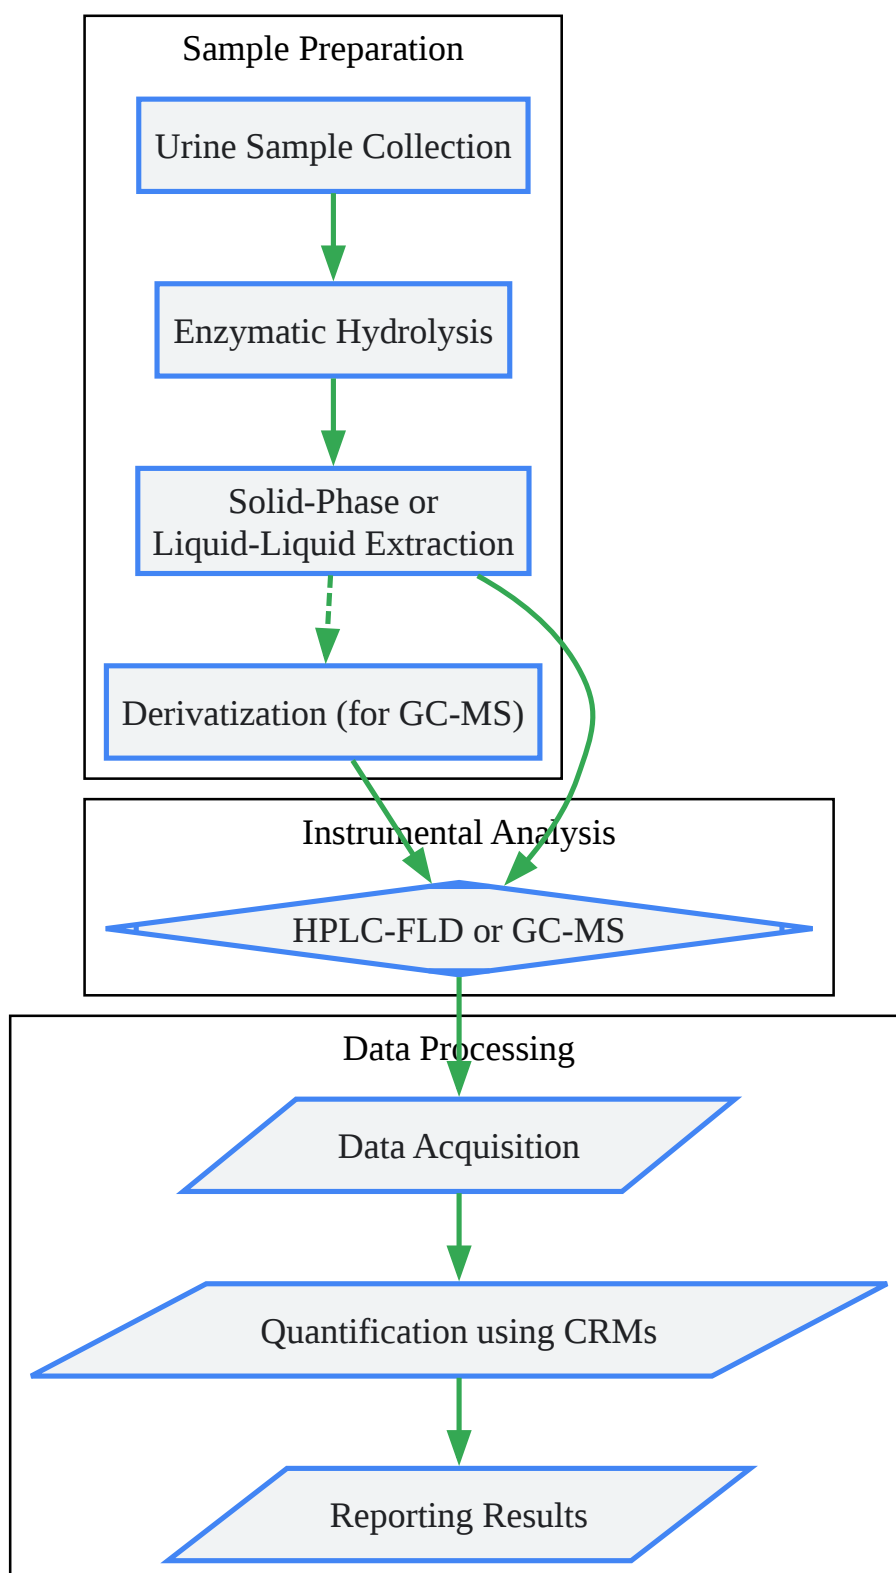 Sample Preparation
Urine Sample Collection
Enzymatic Hydrolysis
Solid-Phase or
Liquid-Liquid Extraction
Derivatization (for GC-MS)
Instrumental Analysis
HPLC-FLD or GC-MS
Data Processing
Data Acquisition
Quantification using CRMs
Reporting Results